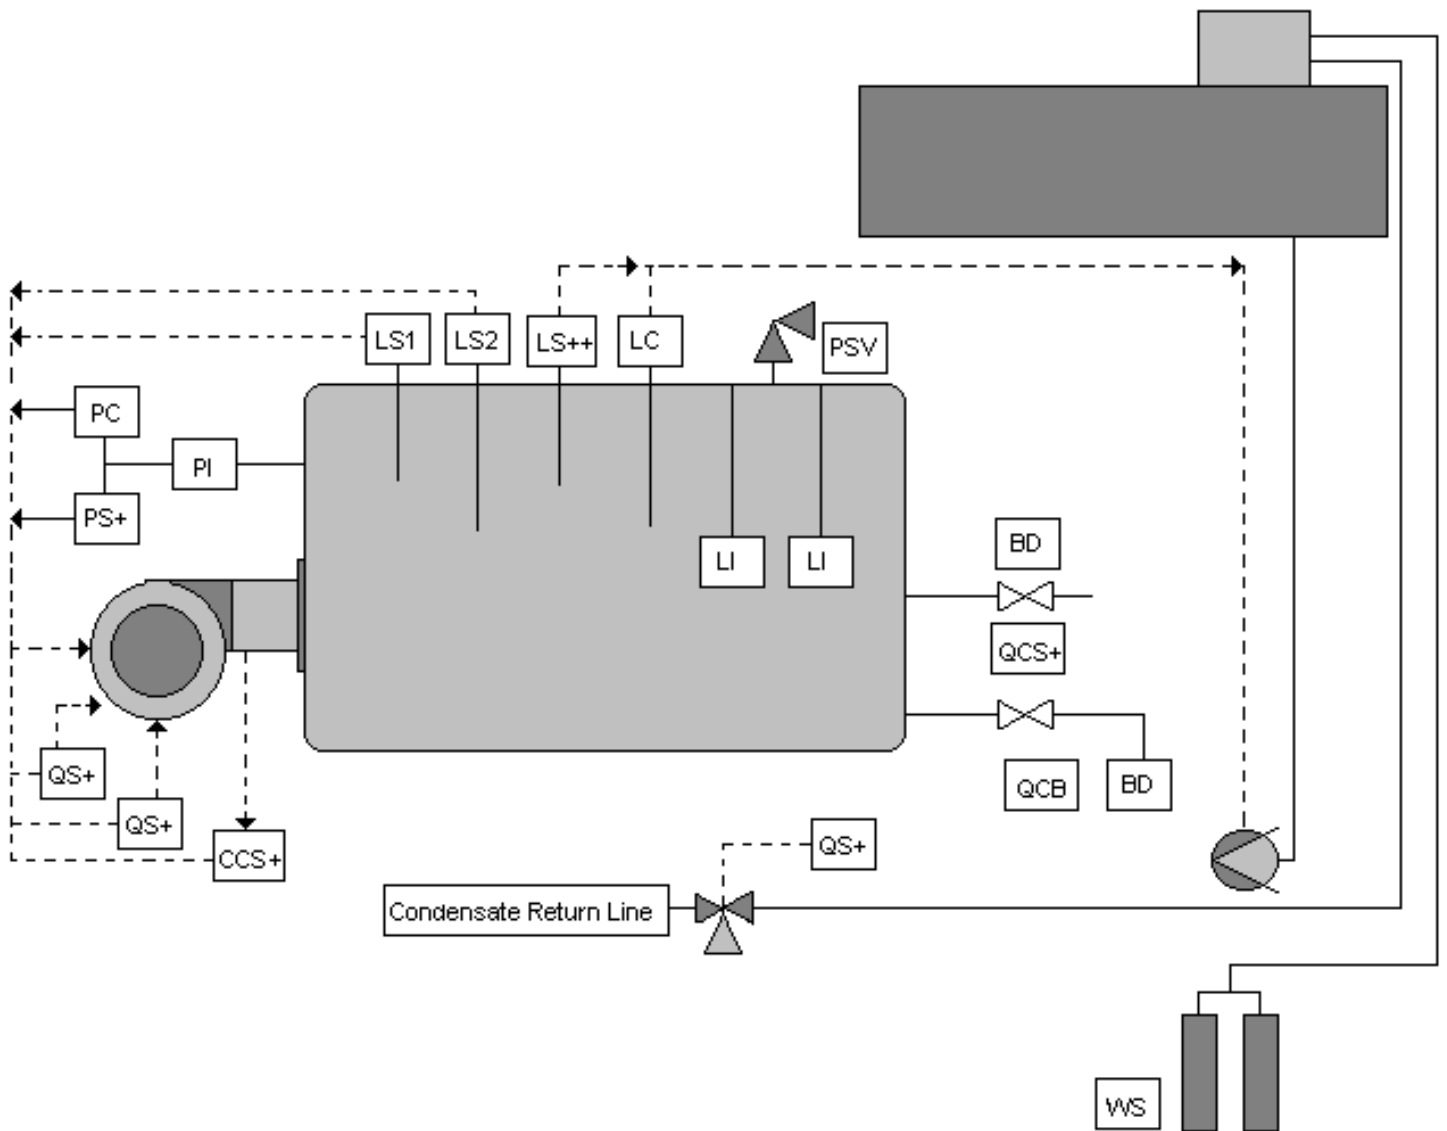 LS1
LS2
LS++
LC
PSV
PC
PI
PS+
BD
LI
LI
QCS+
QS+
QCB
BD
QS+
QS+
CCS+
Condensate Return Line
WS